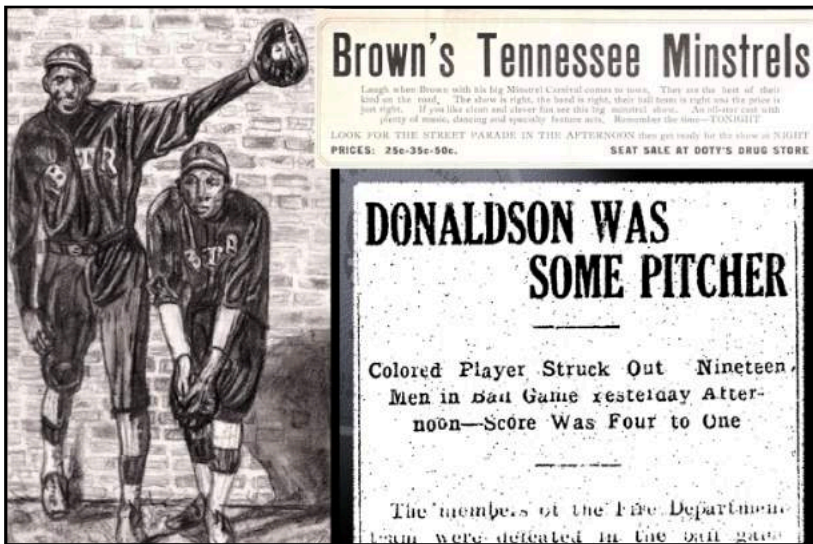 Brown's Tennessee Minstrels
Laugh when Brown with his big Minstrel Carnival comes to town. They are the best of their
kind on the road. The show is right, the band is right, their ball team is right and the price is
just right. If you like clean and clever fun see this big minstrel show. An all-star cast with
plenty of music, dancing and specialty feature acts. Remember the time—TONIGHT
LOOK FOR THE STREET PARADE IN THE AFTERNOON then get ready for the show at NIGHT
PRICES: 25c-35c-50c. SEAT SALE AT DOTY'S DRUG STORE
DONALDSON WAS
SOME PITCHER
Colored Player Struck Out Nineteen
Men in Ball Game Yesterday After-
noon—Score Was Four to One
The members of the Fire Department
team were defeated in the ball game